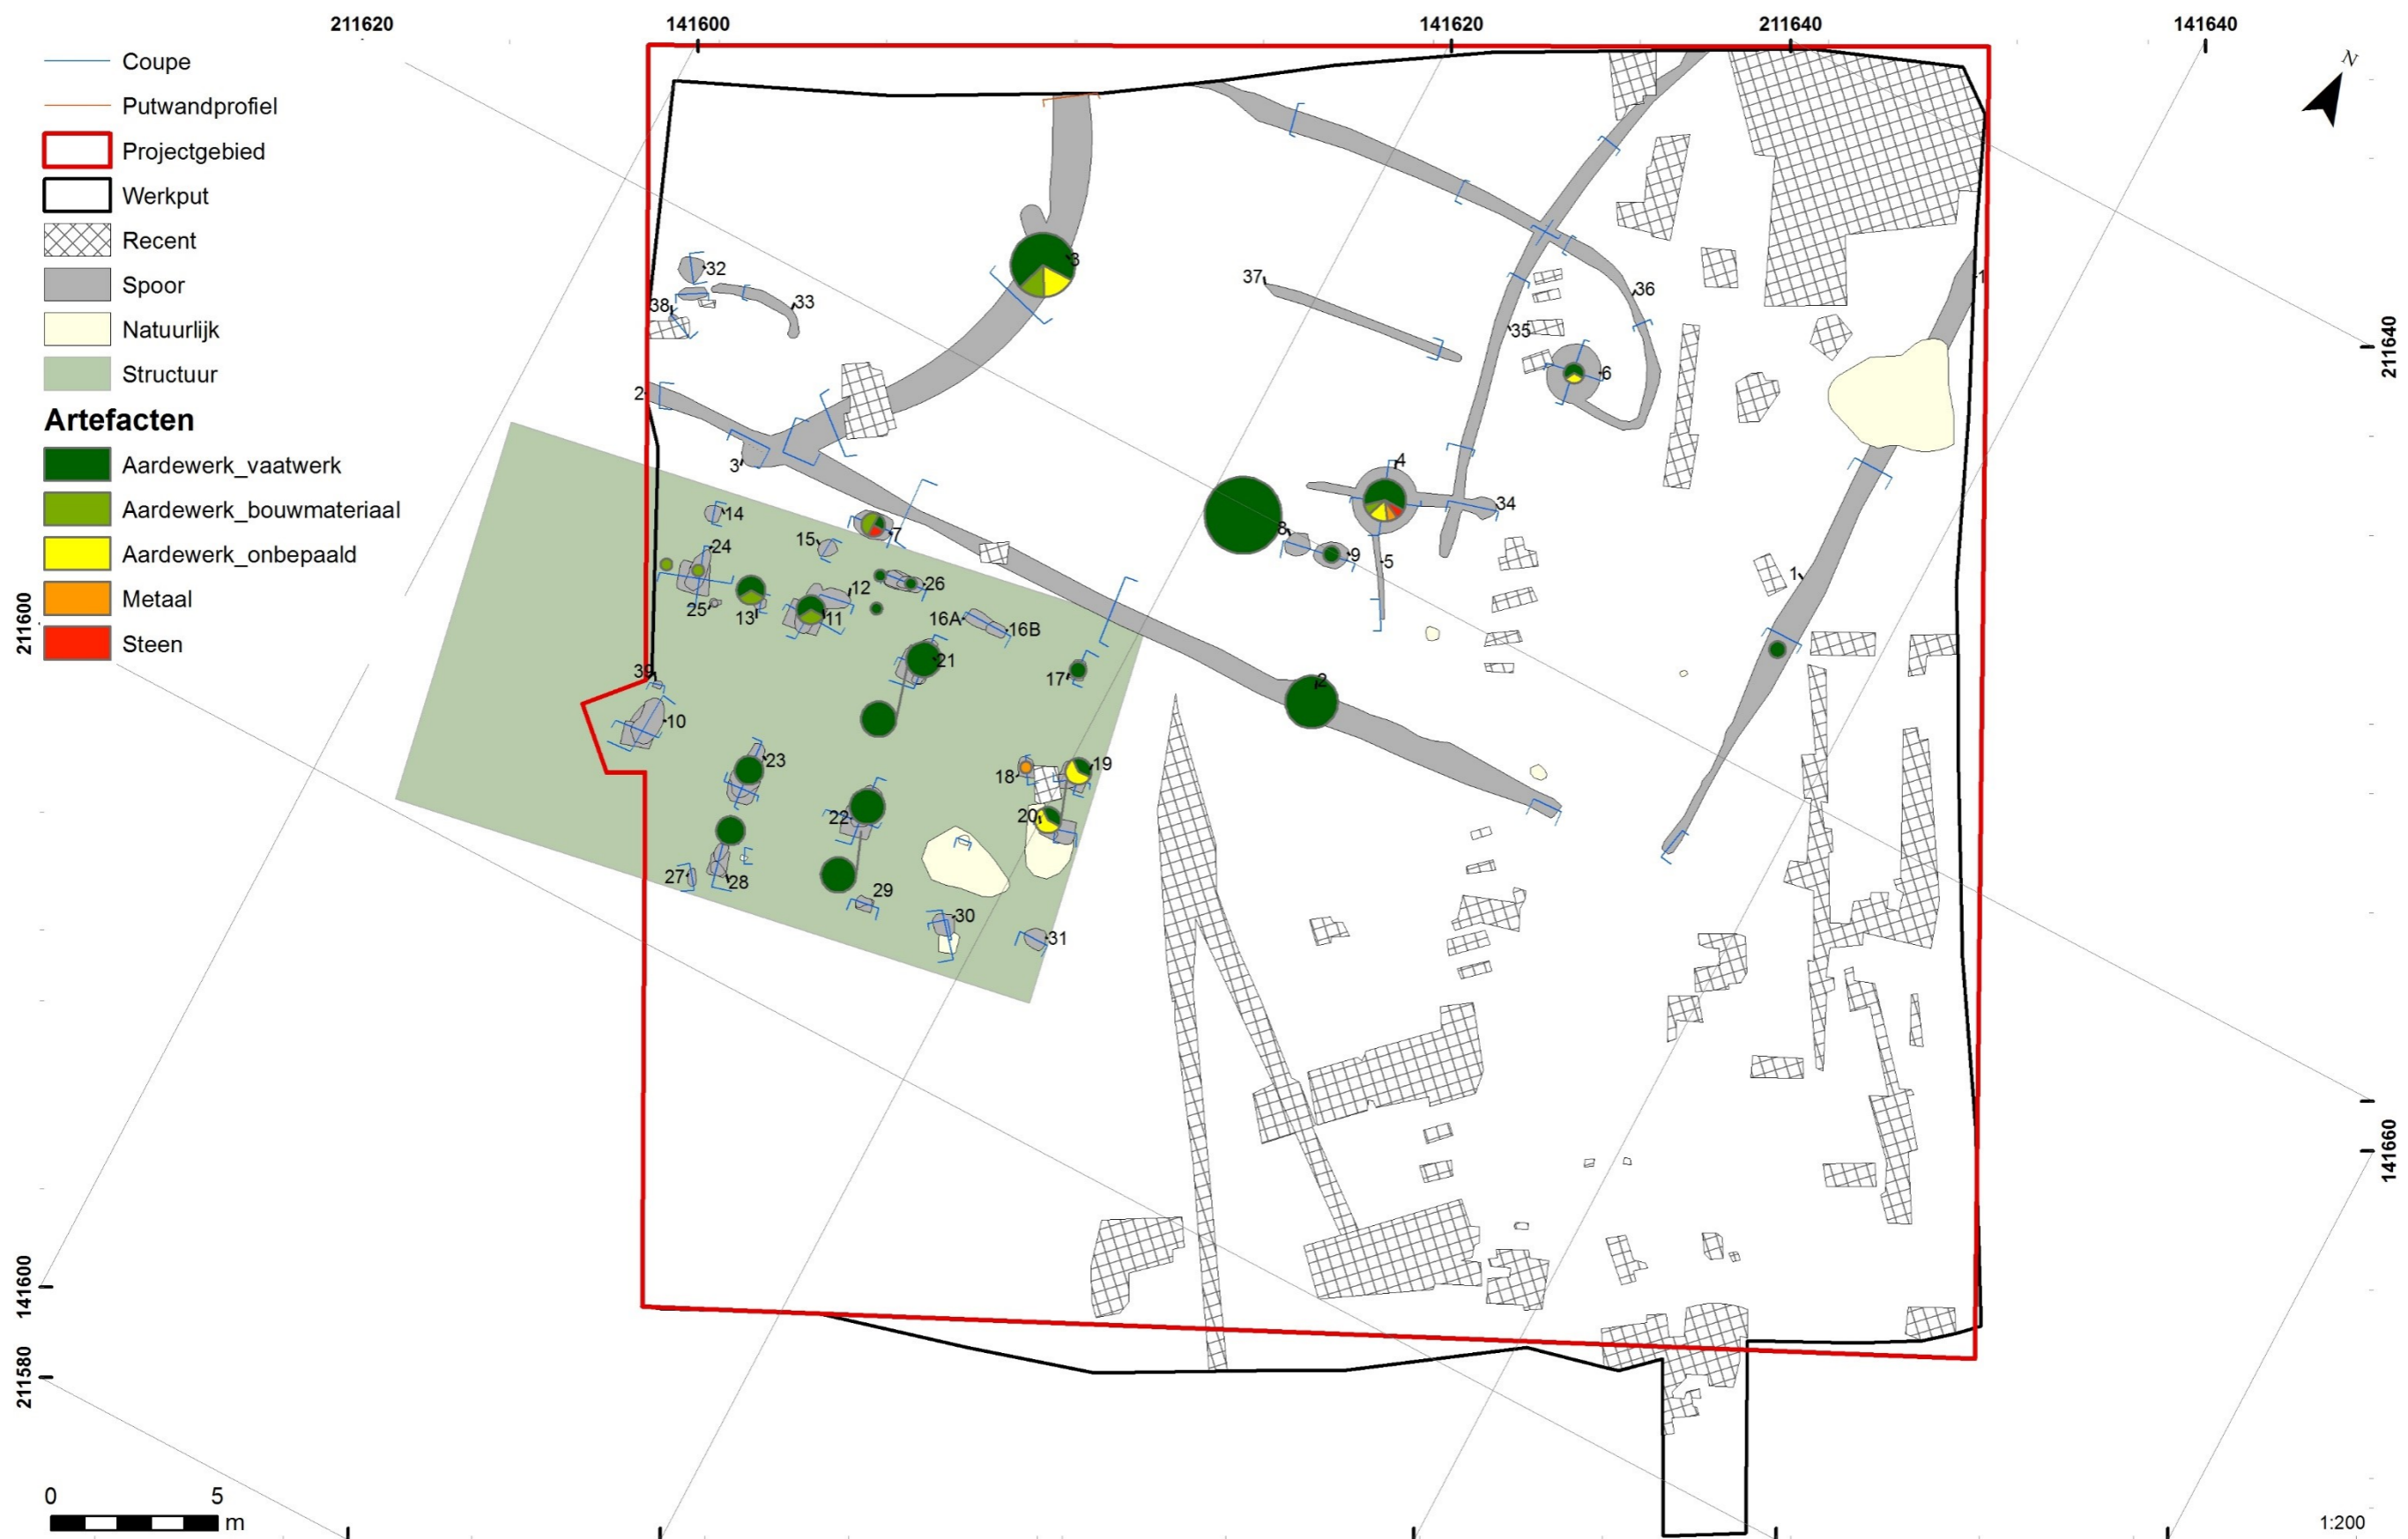 211620
141600
141620
211640
141640
N
Coupe
Putwandprofiel
Projectgebied
Werkput
Recent
Spoor
Natuurlijk
Structuur
Artefacten
Aardewerk_vaatwerk
Aardewerk_bouwmateriaal
Aardewerk_onbepaald
Metaal
Steen
3
32
38
33
37
36
35
1
6
2
3
4
34
8
9
5
7
14
15
24
25
13
12
11
26
16A
16B
21
17
1
39
10
2
23
18
19
20
22
27
28
29
30
31
211640
211600
141660
141600
211580
0 5
m
1:200